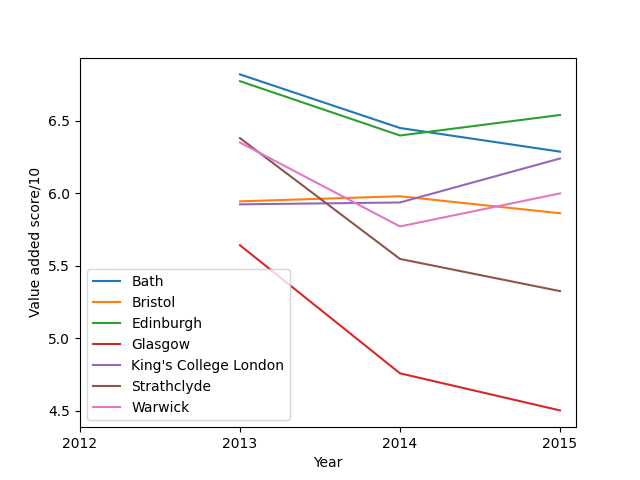 Value added score/10
6.5
6.0
5.5
5.0
4.5
Bath
Bristol
Edinburgh
Glasgow
King's College London
Strathclyde
Warwick
2012
2013
2014
2015
Year